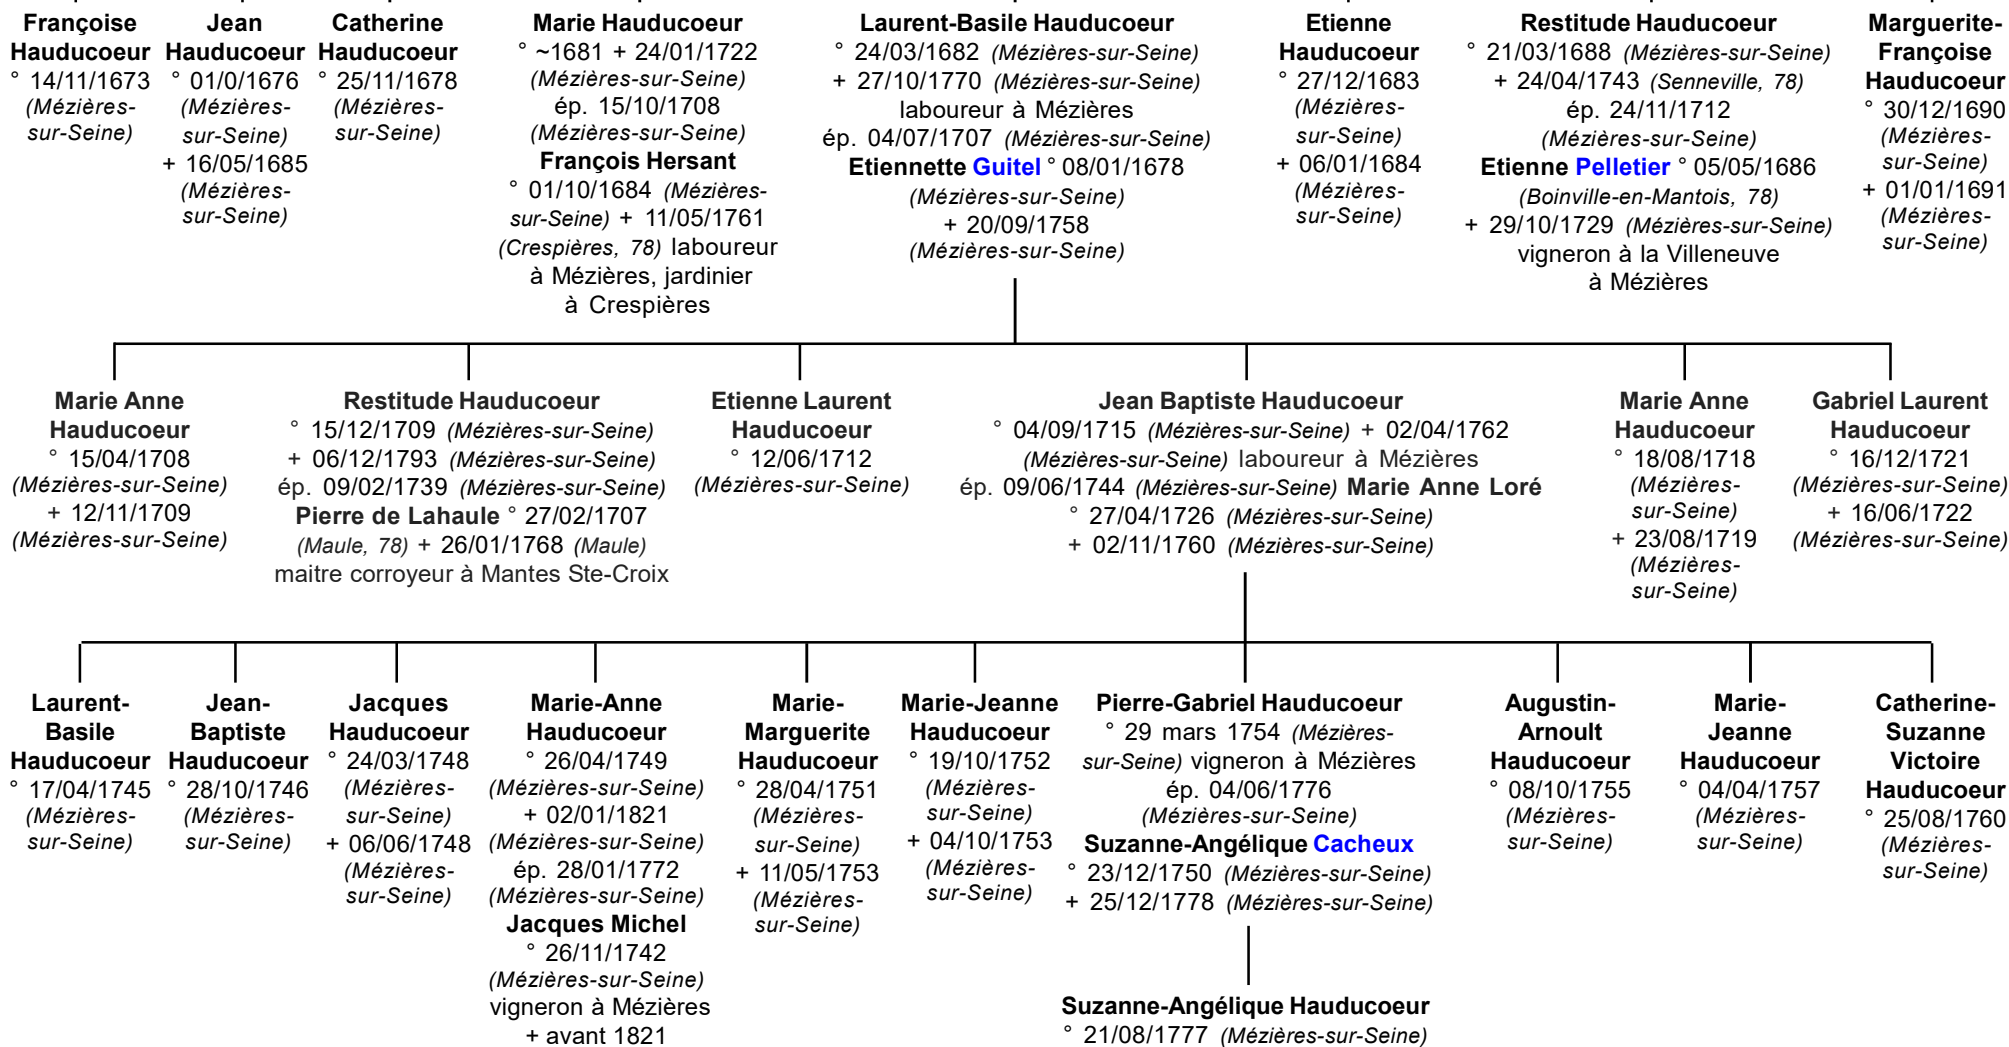 Françoise
Hauducoeur
° 14/11/1673
(Mézières-
sur-Seine)
Jean
Hauducoeur
° 01/0/1676
(Mézières-
sur-Seine)
+ 16/05/1685
(Mézières-
sur-Seine)
Catherine
Hauducoeur
° 25/11/1678
(Mézières-
sur-Seine)
Marie Hauducoeur
° ~1681 + 24/01/1722
(Mézières-sur-Seine)
ép. 15/10/1708
(Mézières-sur-Seine)
François Hersant
° 01/10/1684 (Mézières-
sur-Seine) + 11/05/1761
(Crespières, 78) laboureur
à Mézières, jardinier
à Crespières
Laurent-Basile Hauducoeur
° 24/03/1682 (Mézières-sur-Seine)
+ 27/10/1770 (Mézières-sur-Seine)
laboureur à Mézières
ép. 04/07/1707 (Mézières-sur-Seine)
Etiennette Guitel ° 08/01/1678
(Mézières-sur-Seine)
+ 20/09/1758
(Mézières-sur-Seine)
Etienne
Hauducoeur
° 27/12/1683
(Mézières-
sur-Seine)
+ 06/01/1684
(Mézières-
sur-Seine)
Restitude Hauducoeur
° 21/03/1688 (Mézières-sur-Seine)
+ 24/04/1743 (Senneville, 78)
ép. 24/11/1712
(Mézières-sur-Seine)
Etienne Pelletier ° 05/05/1686
(Boinville-en-Mantois, 78)
+ 29/10/1729 (Mézières-sur-Seine)
vigneron à la Villeneuve
à Mézières
Marguerite-
Françoise
Hauducoeur
° 30/12/1690
(Mézières-
sur-Seine)
+ 01/01/1691
(Mézières-
sur-Seine)
Marie Anne
Hauducoeur
° 15/04/1708
(Mézières-sur-Seine)
+ 12/11/1709
(Mézières-sur-Seine)
Restitude Hauducoeur
° 15/12/1709 (Mézières-sur-Seine)
+ 06/12/1793 (Mézières-sur-Seine)
ép. 09/02/1739 (Mézières-sur-Seine)
Pierre de Lahaule ° 27/02/1707
(Maule, 78) + 26/01/1768 (Maule)
maitre corroyeur à Mantes Ste-Croix
Etienne Laurent
Hauducoeur
° 12/06/1712
(Mézières-sur-Seine)
Jean Baptiste Hauducoeur
° 04/09/1715 (Mézières-sur-Seine) + 02/04/1762
(Mézières-sur-Seine) laboureur à Mézières
ép. 09/06/1744 (Mézières-sur-Seine) Marie Anne Loré
° 27/04/1726 (Mézières-sur-Seine)
+ 02/11/1760 (Mézières-sur-Seine)
Marie Anne
Hauducoeur
° 18/08/1718
(Mézières-
sur-Seine)
+ 23/08/1719
(Mézières-
sur-Seine)
Gabriel Laurent
Hauducoeur
° 16/12/1721
(Mézières-sur-Seine)
+ 16/06/1722
(Mézières-sur-Seine)
Laurent-
Basile
Hauducoeur
° 17/04/1745
(Mézières-
sur-Seine)
Jean-
Baptiste
Hauducoeur
° 28/10/1746
(Mézières-
sur-Seine)
Jacques
Hauducoeur
° 24/03/1748
(Mézières-
sur-Seine)
+ 06/06/1748
(Mézières-
sur-Seine)
Marie-Anne
Hauducoeur
° 26/04/1749
(Mézières-sur-Seine)
+ 02/01/1821
(Mézières-sur-Seine)
ép. 28/01/1772
(Mézières-sur-Seine)
Jacques Michel
° 26/11/1742
(Mézières-sur-Seine)
vigneron à Mézières
+ avant 1821
Marie-
Marguerite
Hauducoeur
° 28/04/1751
(Mézières-
sur-Seine)
+ 11/05/1753
(Mézières-
sur-Seine)
Marie-Jeanne
Hauducoeur
° 19/10/1752
(Mézières-
sur-Seine)
+ 04/10/1753
(Mézières-
sur-Seine)
Pierre-Gabriel Hauducoeur
° 29 mars 1754 (Mézières-
sur-Seine) vigneron à Mézières
ép. 04/06/1776
(Mézières-sur-Seine)
Suzanne-Angélique Cacheux
° 23/12/1750 (Mézières-sur-Seine)
+ 25/12/1778 (Mézières-sur-Seine)
Augustin-
Arnoult
Hauducoeur
° 08/10/1755
(Mézières-
sur-Seine)
Marie-
Jeanne
Hauducoeur
° 04/04/1757
(Mézières-
sur-Seine)
Catherine-
Suzanne
Victoire
Hauducoeur
° 25/08/1760
(Mézières-
sur-Seine)
Suzanne-Angélique Hauducoeur
° 21/08/1777 (Mézières-sur-Seine)